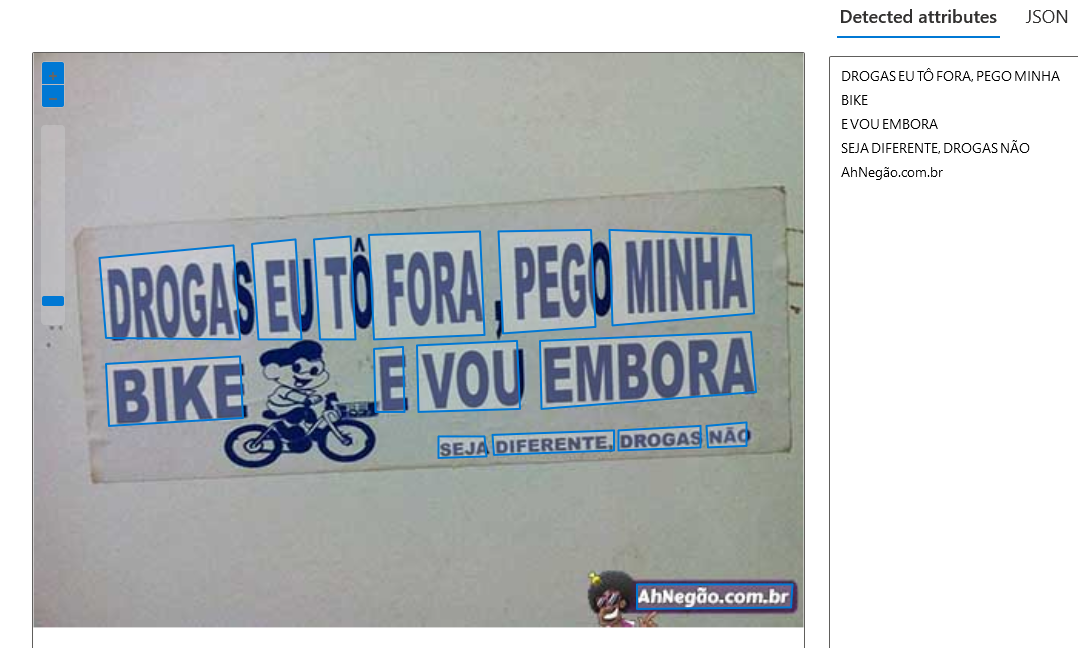 Detected attributes JSON
DROGAS EU TÔ FORA, PEGO MINHA
BIKE E VOU EMBORA
SEJA DIFERENTE, DROGAS NÃO
AhNegão.com.br
DROGAS EU TÔ FORA, PEGO MINHA
BIKE
E VOU EMBORA
SEJA DIFERENTE, DROGAS NÃO
AhNegão.com.br